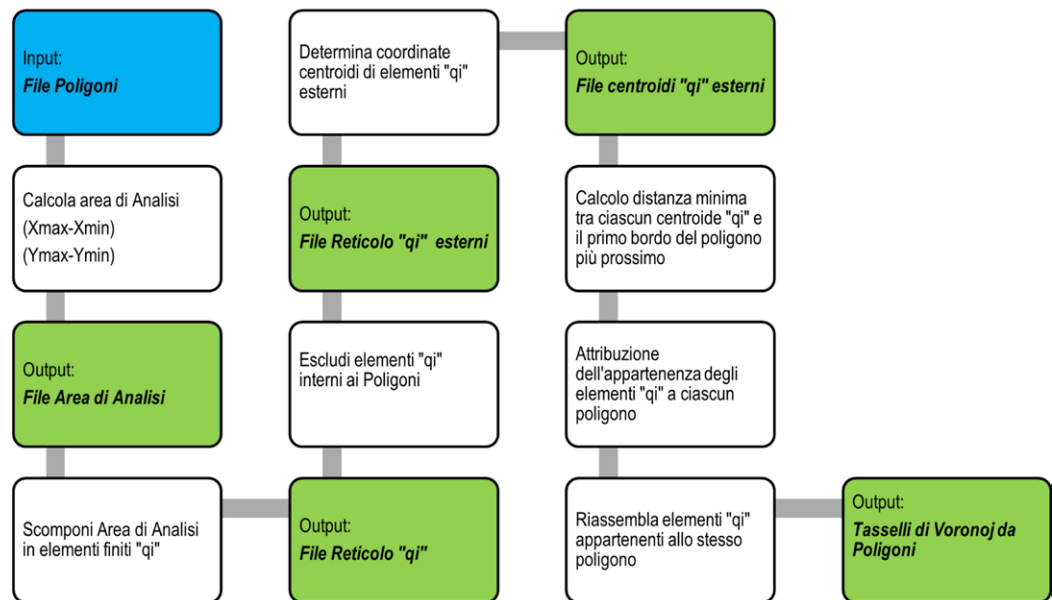 Input:
File Poligoni
Calcola area di Analisi
(Xmax-Xmin)
(Ymax-Ymin)
Output:
File Area di Analisi
Scomponi Area di Analisi
in elementi finiti "qi"
Output:
File Reticolo "qi"
Escludi elementi "qi"
interni ai Poligoni
Output:
File Reticolo "qi" esterni
Determina coordinate
centroidi di elementi "qi"
esterni
Output:
File centroidi "qi" esterni
Calcolo distanza minima
tra ciascun centroide "qi" e
il primo bordo del poligono
più prossimo
Attribuzione
dell'appartenenza degli
elementi "qi" a ciascun
poligono
Riassembla elementi "qi"
appartenenti allo stesso
poligono
Output:
Tasselli di Voronoj da
Poligoni